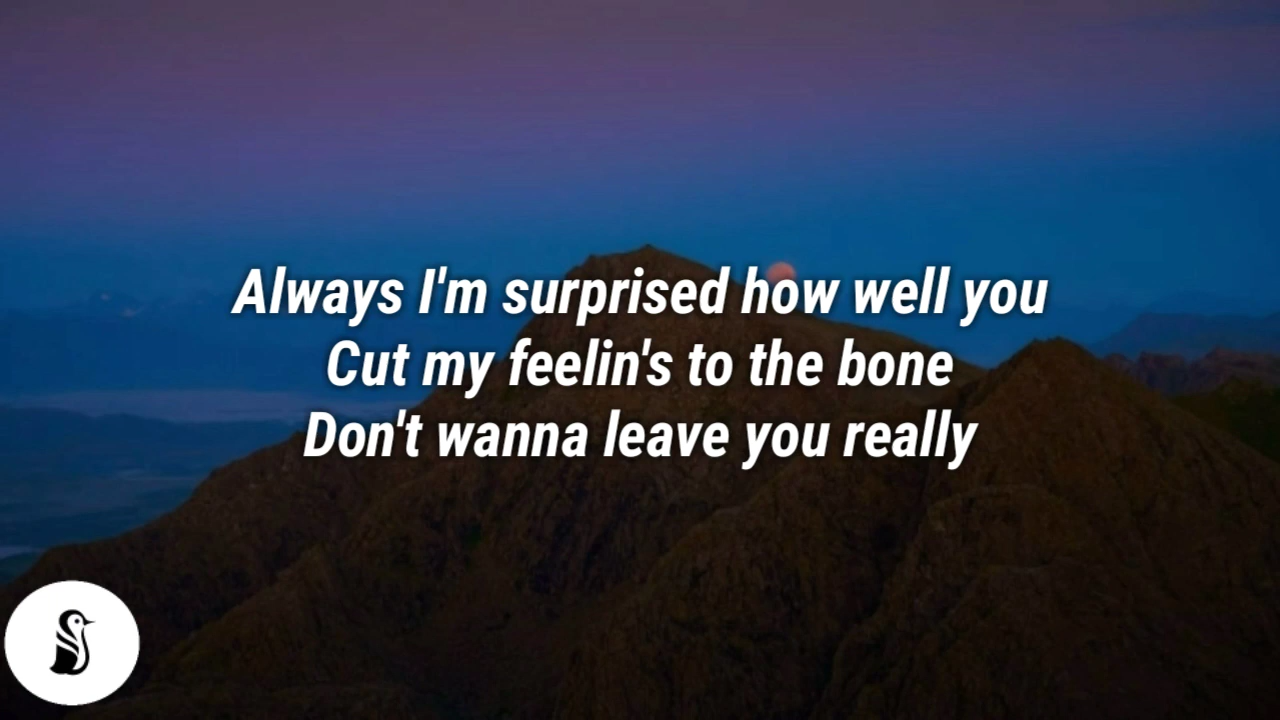 Always I'm surprised how well you
Cut my feelin's to the bone
Don't wanna leave you really